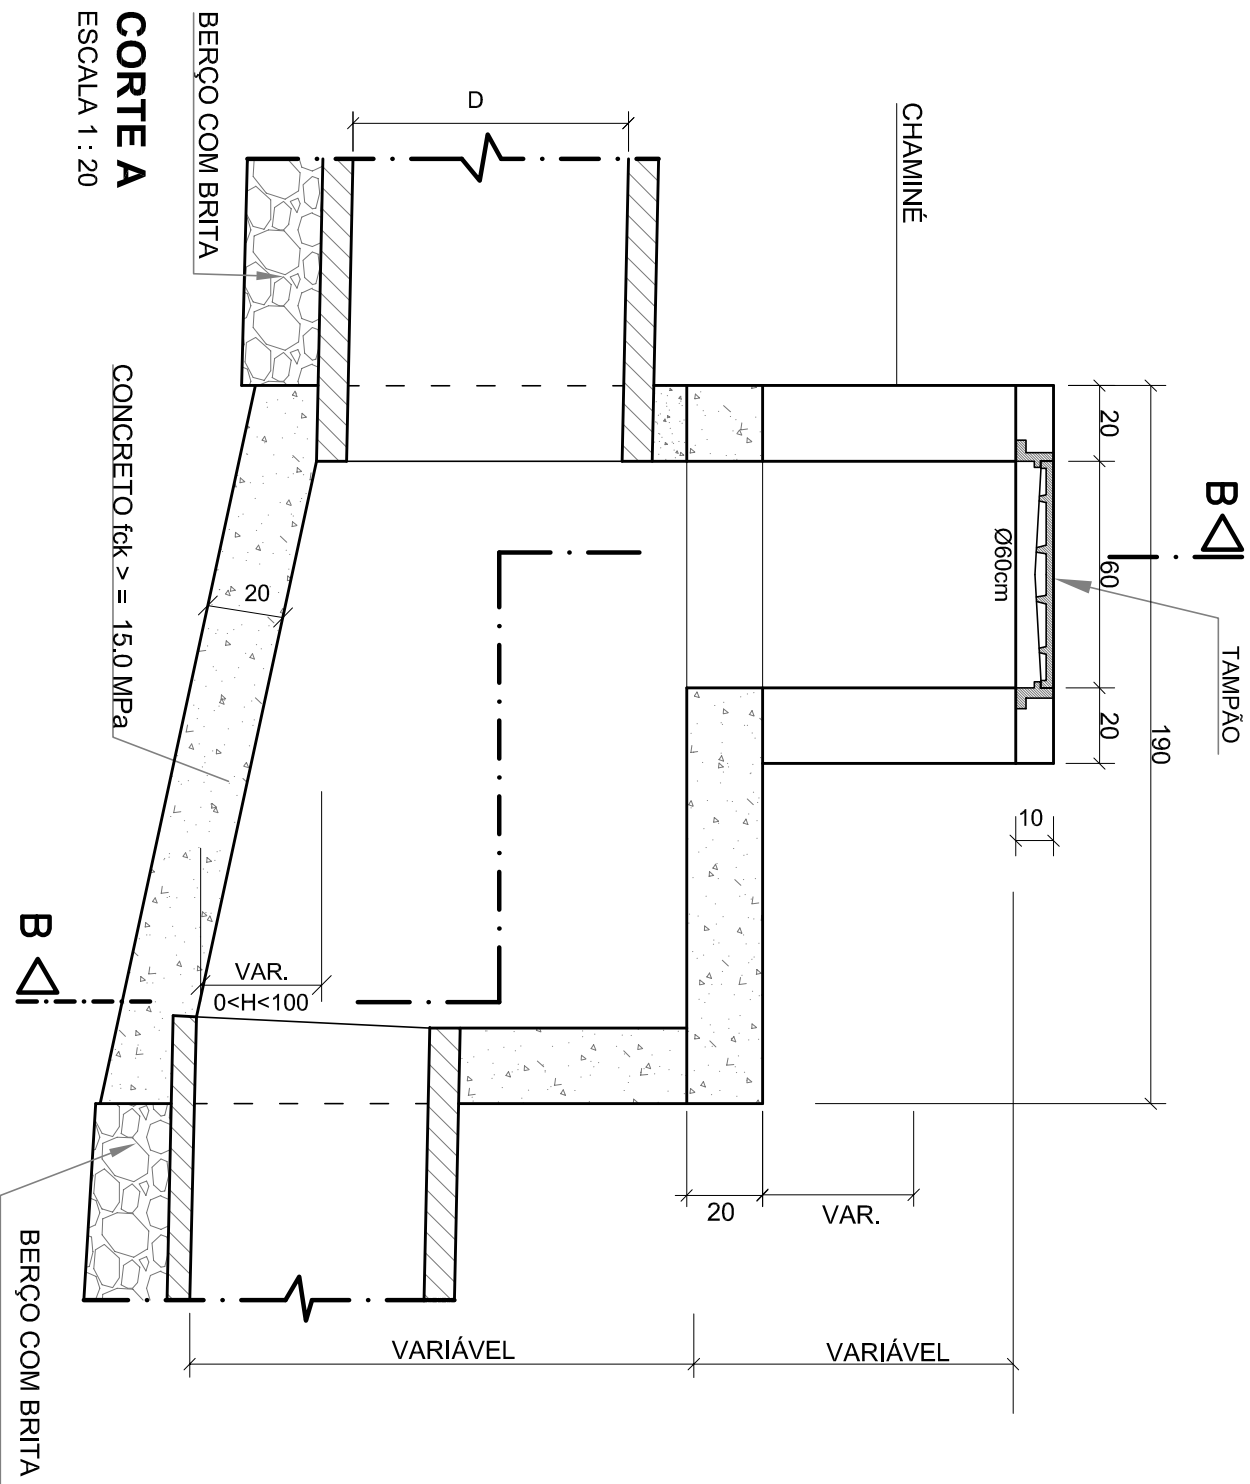 B
TAMPÃO
190
20
60
20
10
Ø60cm
CHAMINÉ
VAR.
20
VARIÁVEL
VARIÁVEL
D
20
VAR.
0<H<100
B
BERÇO COM BRITA
CONCRETO fck > = 15.0 MPa
BERÇO COM BRITA
CORTE A
ESCALA 1 : 20